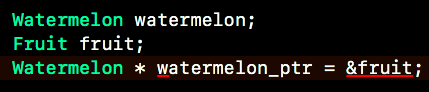 Watermelon watermelon;
Fruit fruit;
Watermelon * watermelon_ptr = &fruit;